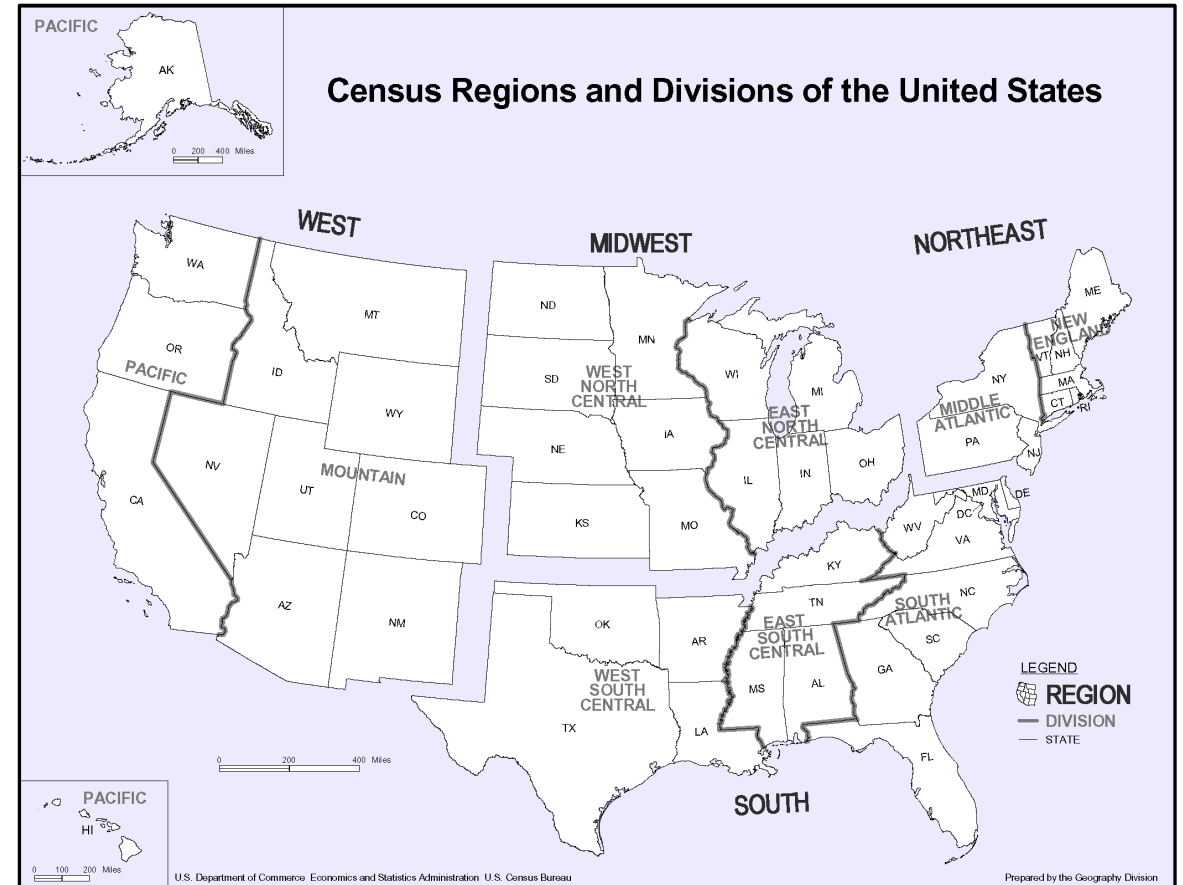 PACIFIC
AK
0 200 400 Miles
Census Regions and Divisions of the United States
WEST
MIDWEST
NORTHEAST
WA
MT
OR
ID
PACIFIC
WY
NV
UT
MOUNTAIN
CO
CA
AZ
NM
ND
MN
SD
WEST
NORTH
CENTRAL
NE
IA
KS
MO
WI
MI
EAST
NORTH
CENTRAL
IL
IN
OH
ME
NEW
ENGLAND
VT
NH
NY
MA
CT
RI
MIDDLE
ATLANTIC
PA
NJ
MD
DE
DC
WV
VA
KY
TN
NC
SOUTH
ATLANTIC
SC
EAST
SOUTH
CENTRAL
GA
MS
AL
OK
AR
WEST
SOUTH
CENTRAL
TX
LA
FL
SOUTH
LEGEND
REGION
DIVISION
STATE
0 200 400 Miles
PACIFIC
HI
0 100 200 Miles
U.S. Department of Commerce Economics and Statistics Administration U.S. Census Bureau
Prepared by the Geography Division